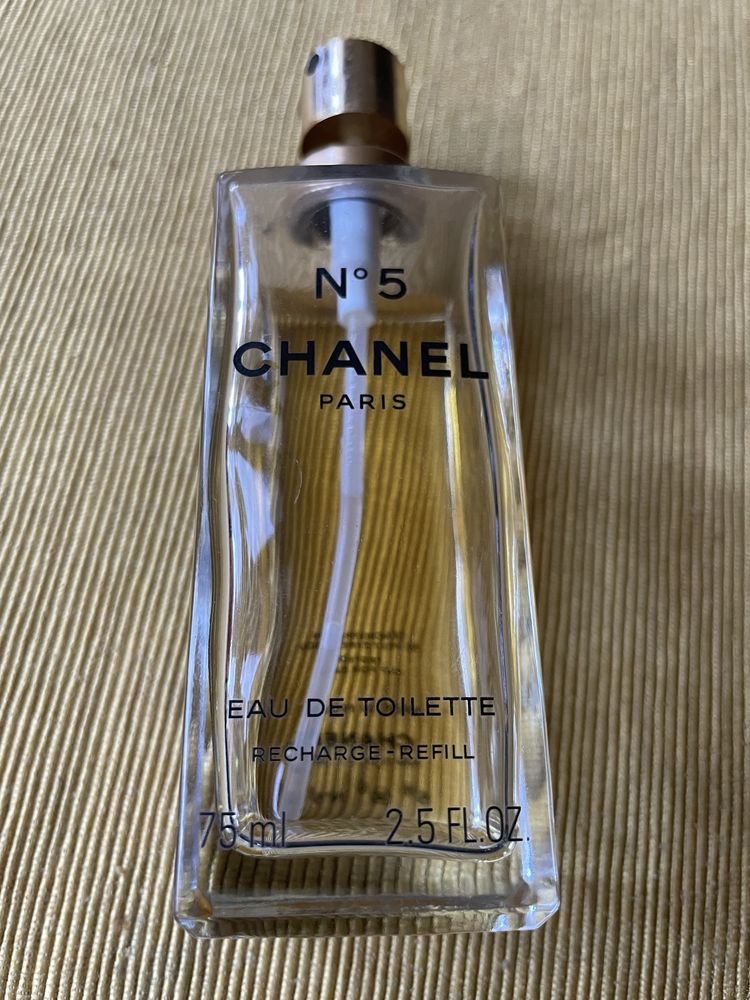 N°5
CHANEL
PARIS
EAU DE TOILETTE
RECHARGE-REFILL
75 ml 2.5 FL.OZ.